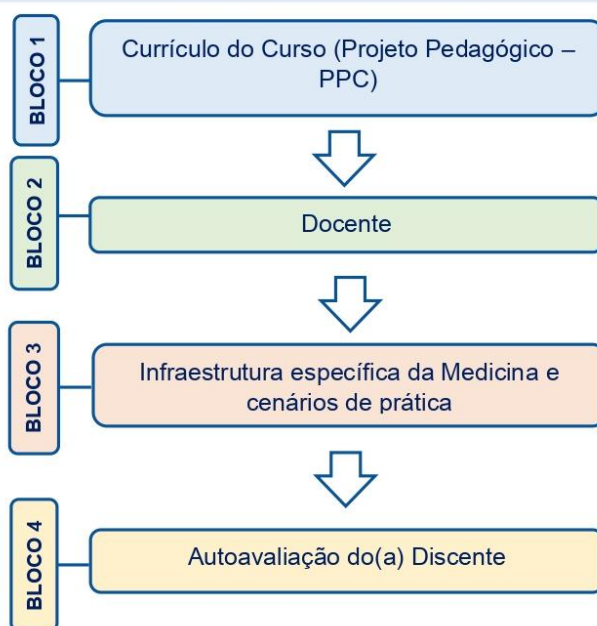 BLOCO 1
Currículo do Curso (Projeto Pedagógico –
PPC)
BLOCO 2
Docente
BLOCO 3
Infraestrutura específica da Medicina e
cenários de prática
BLOCO 4
Autoavaliação do(a) Discente